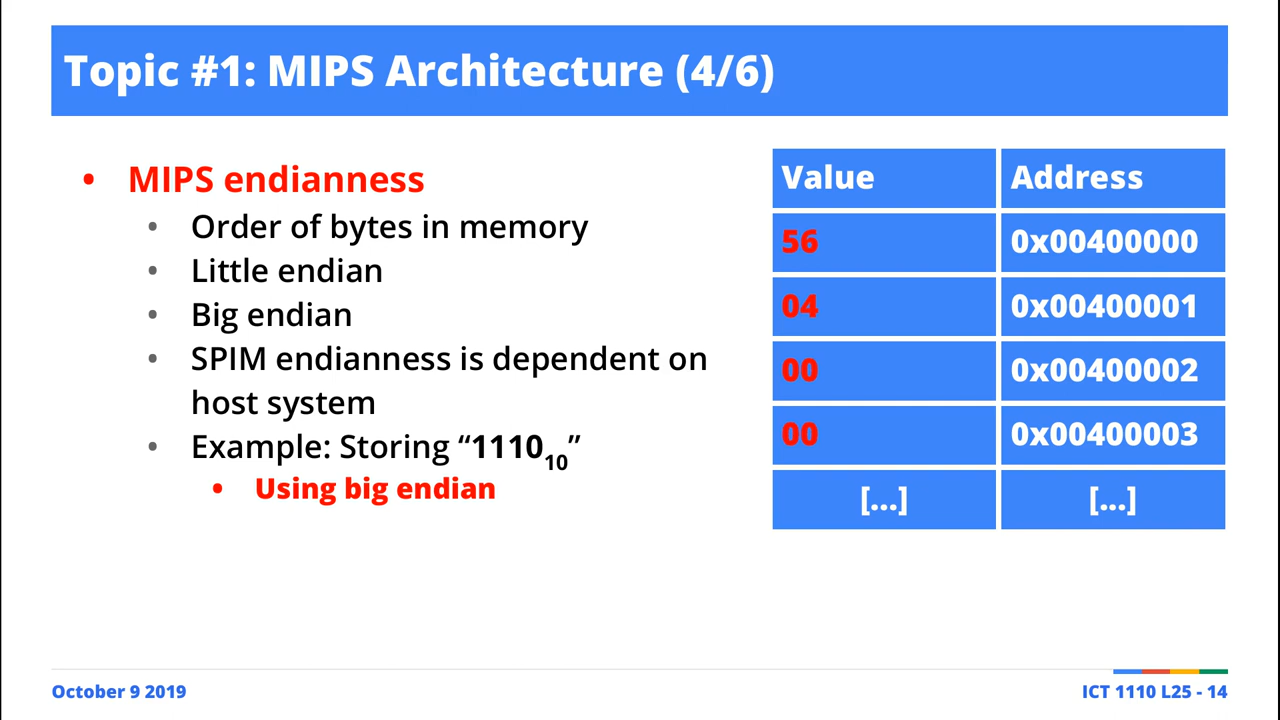 Topic #1: MIPS Architecture (4/6)
• MIPS endianness
• Order of bytes in memory
• Little endian
• Big endian
• SPIM endianness is dependent on
host system
• Example: Storing “1110₁₀”
• Using big endian
Value Address
56 0x00400000
04 0x00400001
00 0x00400002
00 0x00400003
[...] [...]
October 9 2019
ICT 1110 L25 - 14